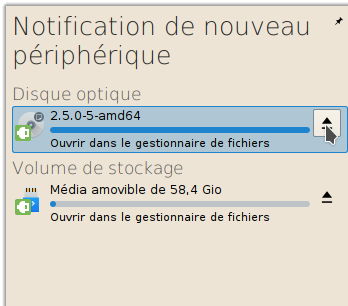 Notification de nouveau
périphérique
Disque optique
2.5.0-5-amd64
Ouvrir dans le gestionnaire de fichiers
Volume de stockage
Média amovible de 58,4 Gio
Ouvrir dans le gestionnaire de fichiers